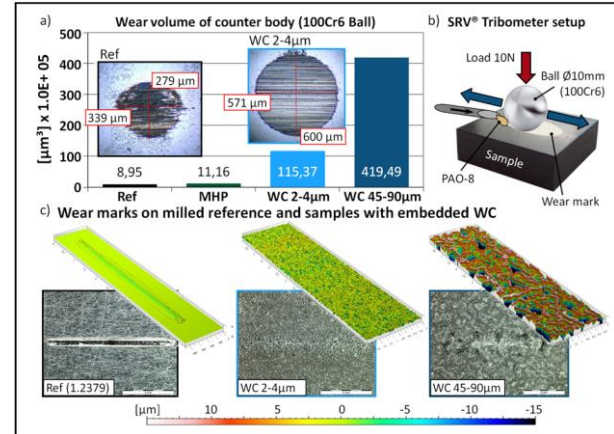 a) Wear volume of counter body (100Cr6 Ball)
[µm³] x 1.0E+ 05
500
400
300
200
100
0
Ref
279 µm
339 µm
WC 2-4µm
571 µm
600 µm
8,95
11,16
115,37
419,49
Ref
MHP
WC 2-4µm
WC 45-90µm
b) SRV® Tribometer setup
Load 10N
Ball Ø10mm
(100Cr6)
Sample
PAO-8
Wear mark
c) Wear marks on milled reference and samples with embedded WC
Ref (1.2379)
WC 2-4µm
WC 45-90µm
[µm]
10
5
0
-5
-10
-15